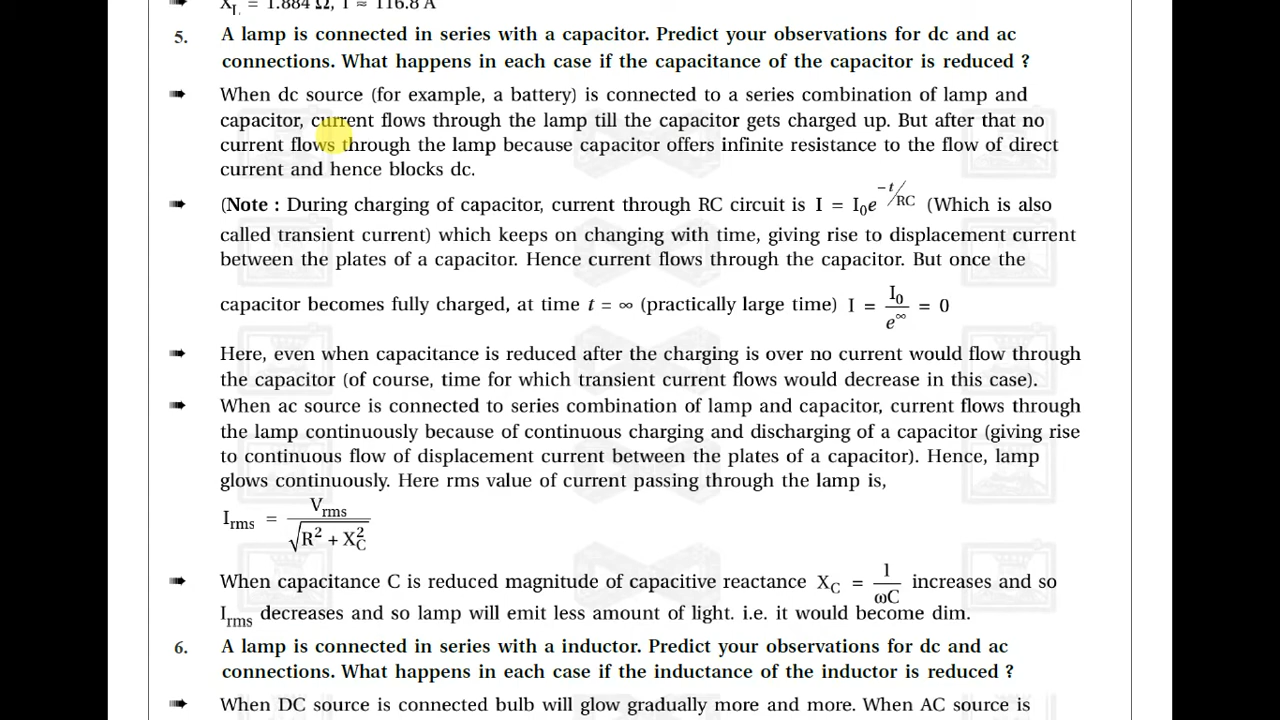 X_L = 1.884 Ω, I ≈ 116.8 A
5. A lamp is connected in series with a capacitor. Predict your observations for dc and ac
connections. What happens in each case if the capacitance of the capacitor is reduced ?
➠ When dc source (for example, a battery) is connected to a series combination of lamp and
capacitor, current flows through the lamp till the capacitor gets charged up. But after that no
current flows through the lamp because capacitor offers infinite resistance to the flow of direct
current and hence blocks dc.
➠ (Note : During charging of capacitor, current through RC circuit is I = I₀e^(−t/RC) (Which is also
called transient current) which keeps on changing with time, giving rise to displacement current
between the plates of a capacitor. Hence current flows through the capacitor. But once the
capacitor becomes fully charged, at time t = ∞ (practically large time) I = I₀/e^∞ = 0
➠ Here, even when capacitance is reduced after the charging is over no current would flow through
the capacitor (of course, time for which transient current flows would decrease in this case).
➠ When ac source is connected to series combination of lamp and capacitor, current flows through
the lamp continuously because of continuous charging and discharging of a capacitor (giving rise
to continuous flow of displacement current between the plates of a capacitor). Hence, lamp
glows continuously. Here rms value of current passing through the lamp is,
I_rms = V_rms/√(R² + X_C²)
➠ When capacitance C is reduced magnitude of capacitive reactance X_C = 1/ωC increases and so
I_rms decreases and so lamp will emit less amount of light. i.e. it would become dim.
6. A lamp is connected in series with a inductor. Predict your observations for dc and ac
connections. What happens in each case if the inductance of the inductor is reduced ?
➠ When DC source is connected bulb will glow gradually more and more. When AC source is